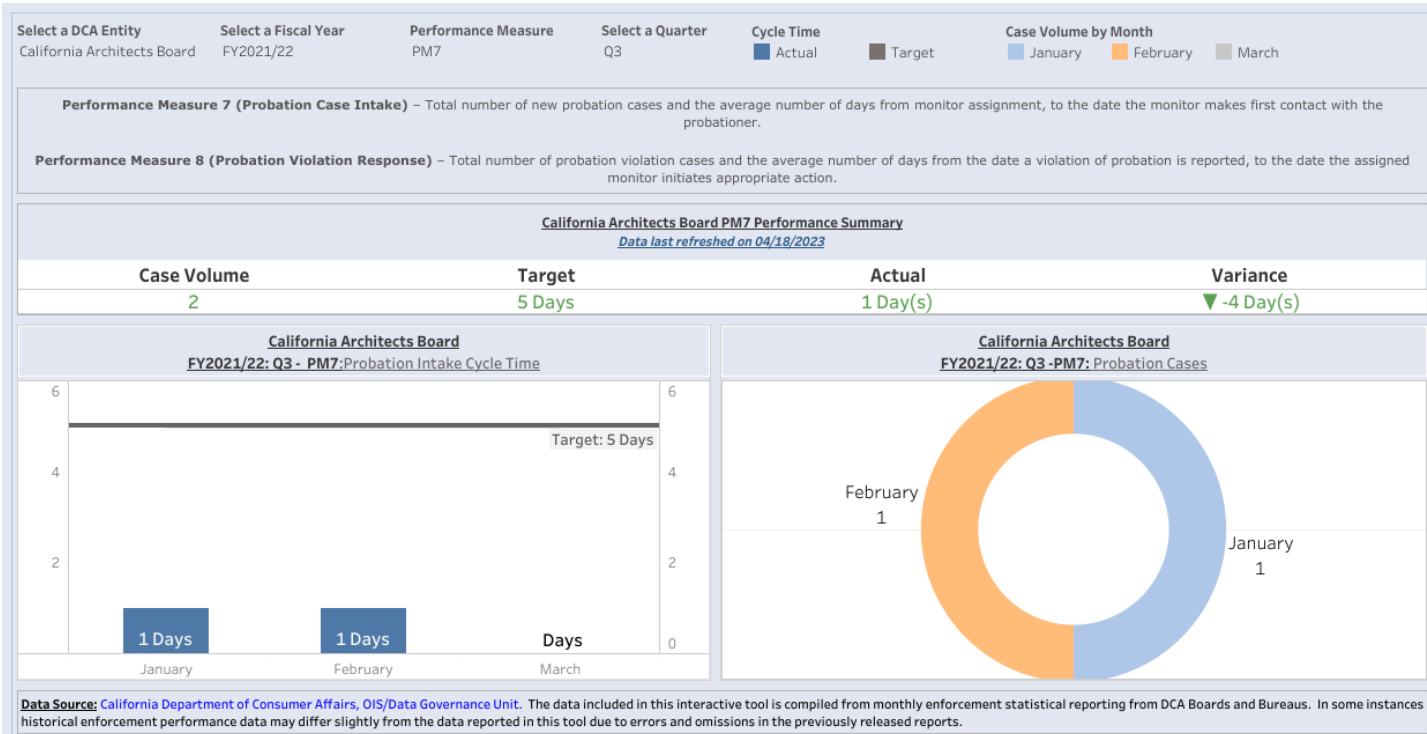 Select a DCA Entity Select a Fiscal Year Performance Measure Select a Quarter Cycle Time Case Volume by Month
California Architects Board FY2021/22 PM7 Q3 Actual Target January February March
Performance Measure 7 (Probation Case Intake) – Total number of new probation cases and the average number of days from monitor assignment, to the date the monitor makes first contact with the
probationer.
Performance Measure 8 (Probation Violation Response) – Total number of probation violation cases and the average number of days from the date a violation of probation is reported, to the date the assigned
monitor initiates appropriate action.
California Architects Board PM7 Performance Summary
Data last refreshed on 04/18/2023
Case Volume Target Actual Variance
2 5 Days 1 Day(s) ▼ -4 Day(s)
California Architects Board
FY2021/22: Q3 - PM7:Probation Intake Cycle Time
6 6
Target: 5 Days
4 4
2 2
1 Days 1 Days Days 0
January February March
California Architects Board
FY2021/22: Q3 -PM7: Probation Cases
February
1
January
1
Data Source: California Department of Consumer Affairs, OIS/Data Governance Unit. The data included in this interactive tool is compiled from monthly enforcement statistical reporting from DCA Boards and Bureaus. In some instances
historical enforcement performance data may differ slightly from the data reported in this tool due to errors and omissions in the previously released reports.